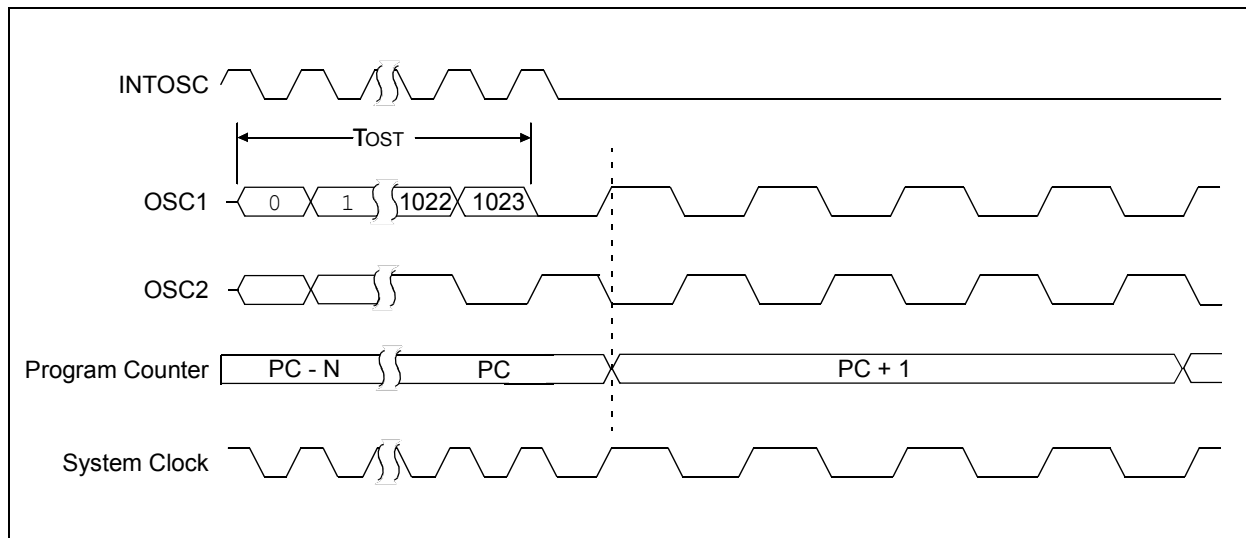 INTOSC
TOST
OSC1 0 1 1022 1023
OSC2
Program Counter PC - N PC PC + 1
System Clock